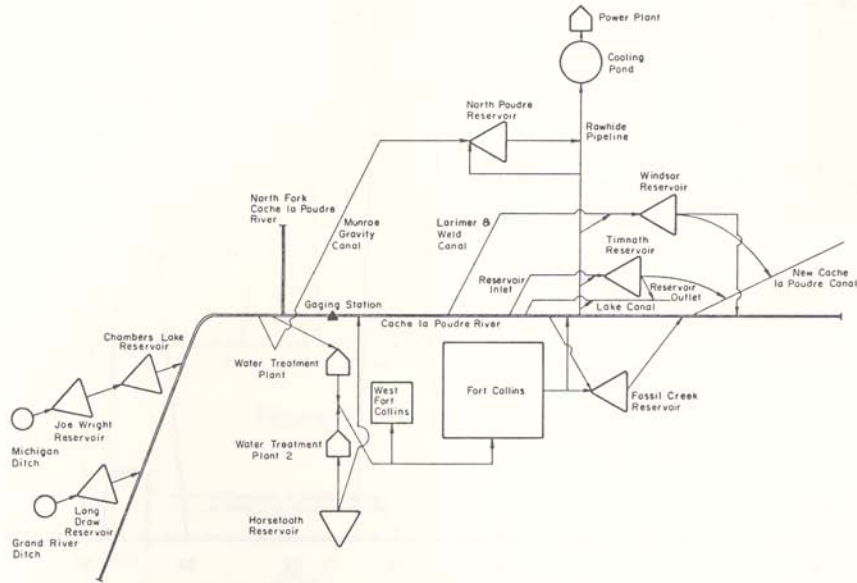 Power Plant
Cooling
Pond
North Poudre
Reservoir
Rawhide
Pipeline
Windsor
Reservoir
North Fork
Cache la Poudre
River
Munroe
Gravity
Canal
Larimer &
Weld
Canal
Timnath
Reservoir
Reservoir
Inlet
Reservoir
Outlet
New Cache
la Poudre Canal
Gaging Station
Lake Canal
Cache la Poudre River
Chambers Lake
Reservoir
Water Treatment
Plant
West
Fort
Collins
Fort Collins
Fossil Creek
Reservoir
Joe Wright
Reservoir
Michigan
Ditch
Water Treatment
Plant 2
Long
Draw
Reservoir
Grand River
Ditch
Horsetooth
Reservoir